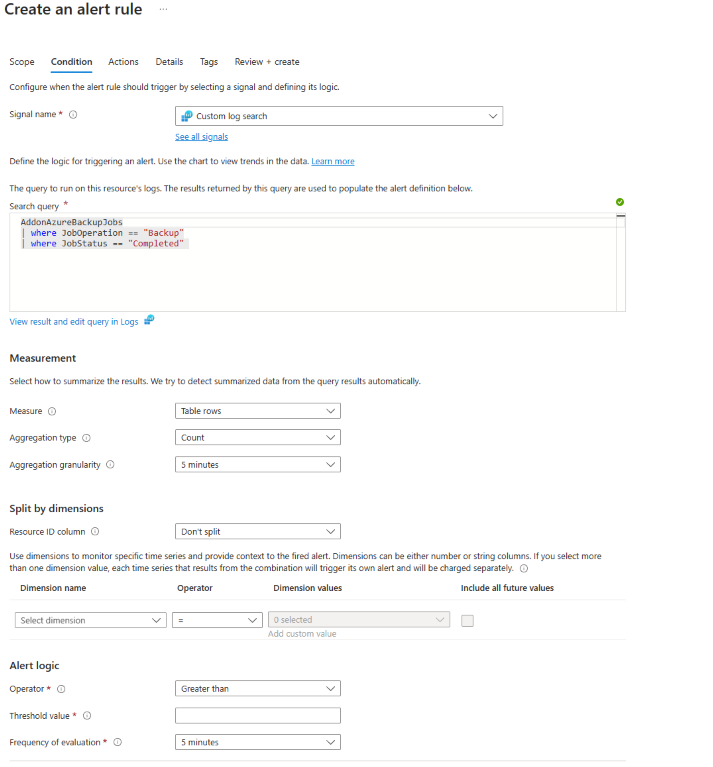 Create an alert rule ...
Scope Condition Actions Details Tags Review + create
Configure when the alert rule should trigger by selecting a signal and defining its logic.
Signal name * Custom log search
See all signals
Define the logic for triggering an alert. Use the chart to view trends in the data. Learn more
The query to run on this resource's logs. The results returned by this query are used to populate the alert definition below.
Search query *
AddonAzureBackupJobs
| where JobOperation == "Backup"
| where JobStatus == "Completed"
View result and edit query in Logs
Measurement
Select how to summarize the results. We try to detect summarized data from the query results automatically.
Measure Table rows
Aggregation type Count
Aggregation granularity 5 minutes
Split by dimensions
Resource ID column Don't split
Use dimensions to monitor specific time series and provide context to the fired alert. Dimensions can be either number or string columns. If you select more
than one dimension value, each time series that results from the combination will trigger its own alert and will be charged separately.
Dimension name Operator Dimension values Include all future values
Select dimension = 0 selected
Add custom value
Alert logic
Operator * Greater than
Threshold value *
Frequency of evaluation * 5 minutes